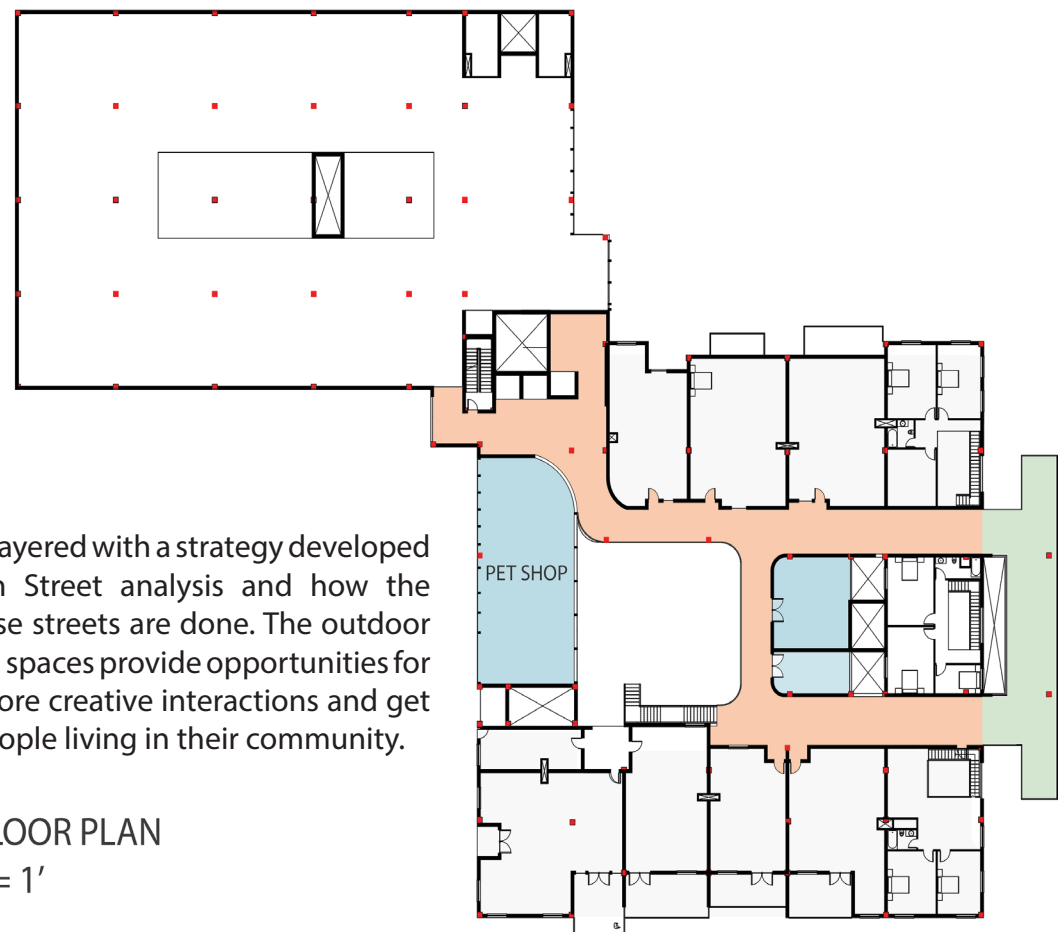 PET SHOP
ayered with a strategy developed
n Street analysis and how the
se streets are done. The outdoor
spaces provide opportunities for
ore creative interactions and get
ople living in their community.
LOOR PLAN
= 1’